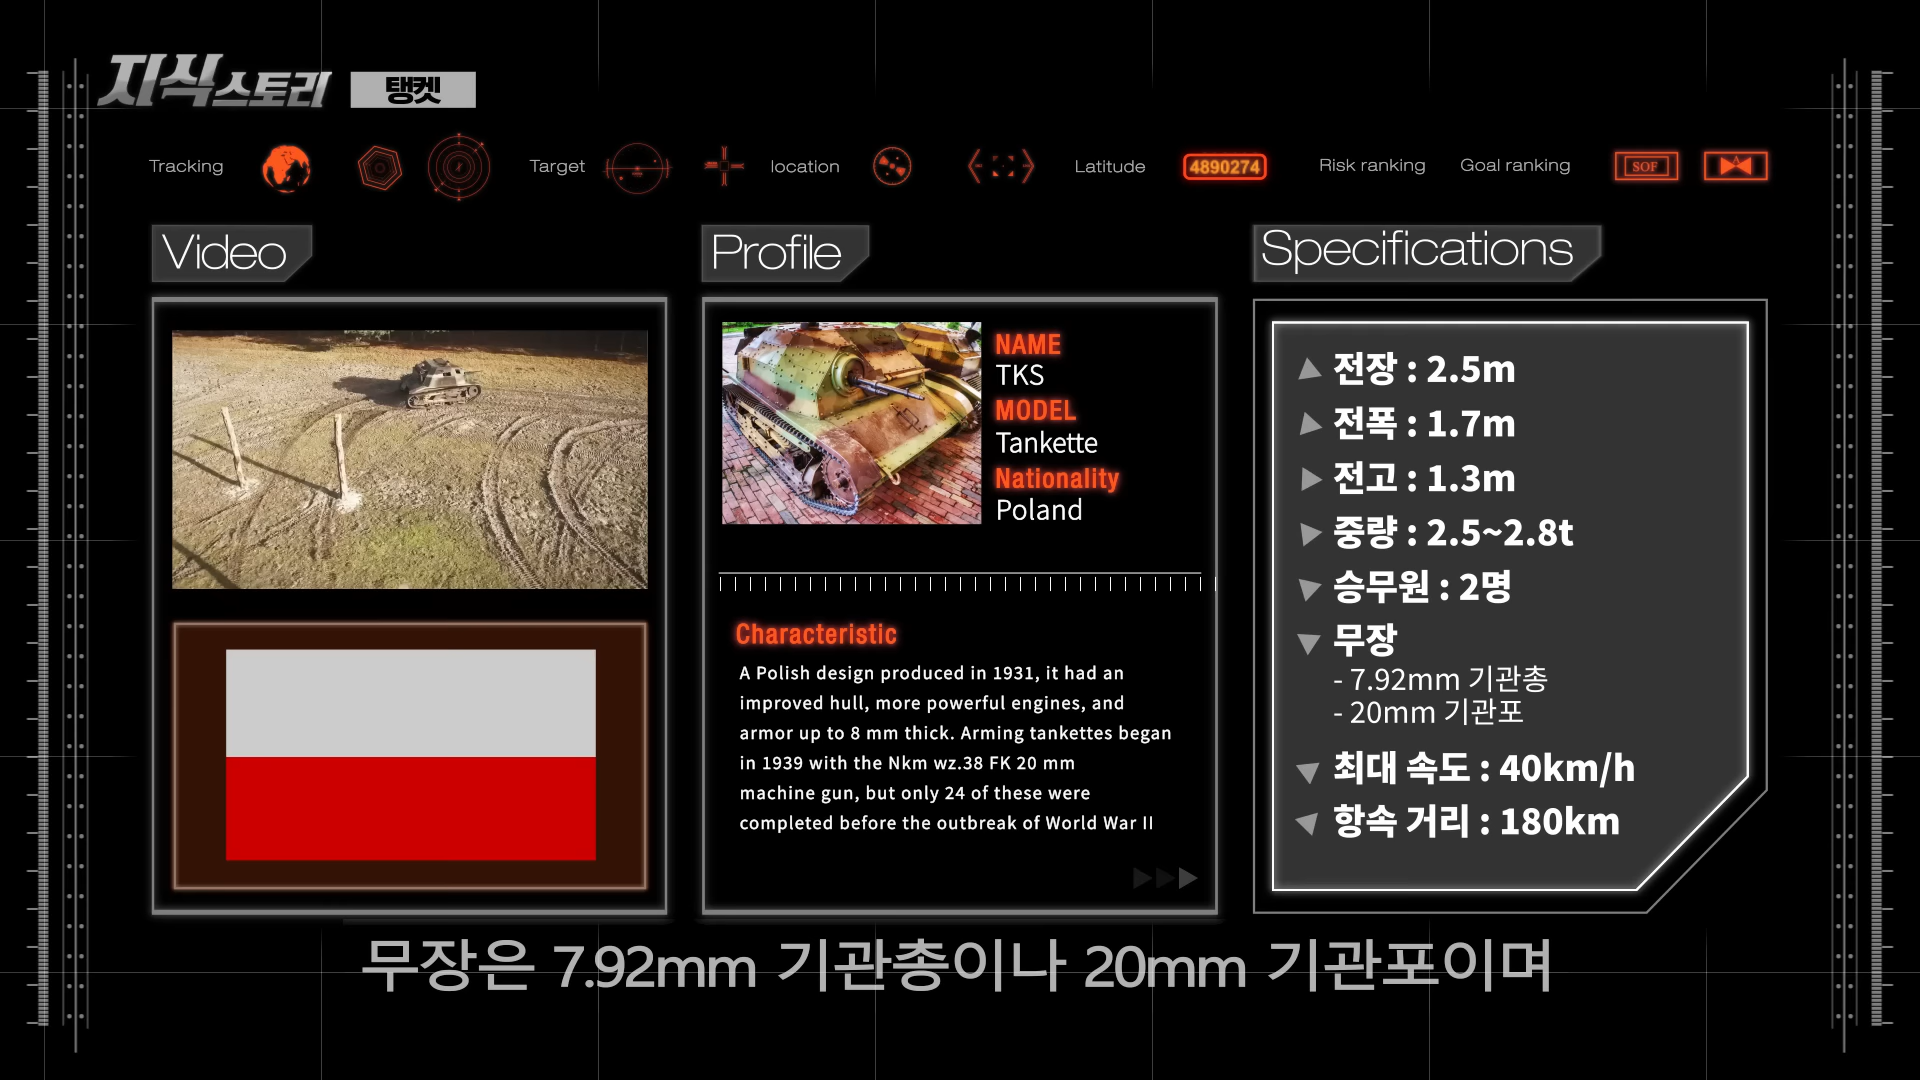 지식스토리 탱켓
Tracking Target location Latitude 4890274 Risk ranking Goal ranking SOF
Video
Profile
NAME
TKS
MODEL
Tankette
Nationality
Poland
Characteristic
A Polish design produced in 1931, it had an
improved hull, more powerful engines, and
armor up to 8 mm thick. Arming tankettes began
in 1939 with the Nkm wz.38 FK 20 mm
machine gun, but only 24 of these were
completed before the outbreak of World War II
Specifications
전장 : 2.5m
전폭 : 1.7m
전고 : 1.3m
중량 : 2.5~2.8t
승무원 : 2명
무장
- 7.92mm 기관총
- 20mm 기관포
최대 속도 : 40km/h
항속 거리 : 180km
무장은 7.92mm 기관총이나 20mm 기관포이며